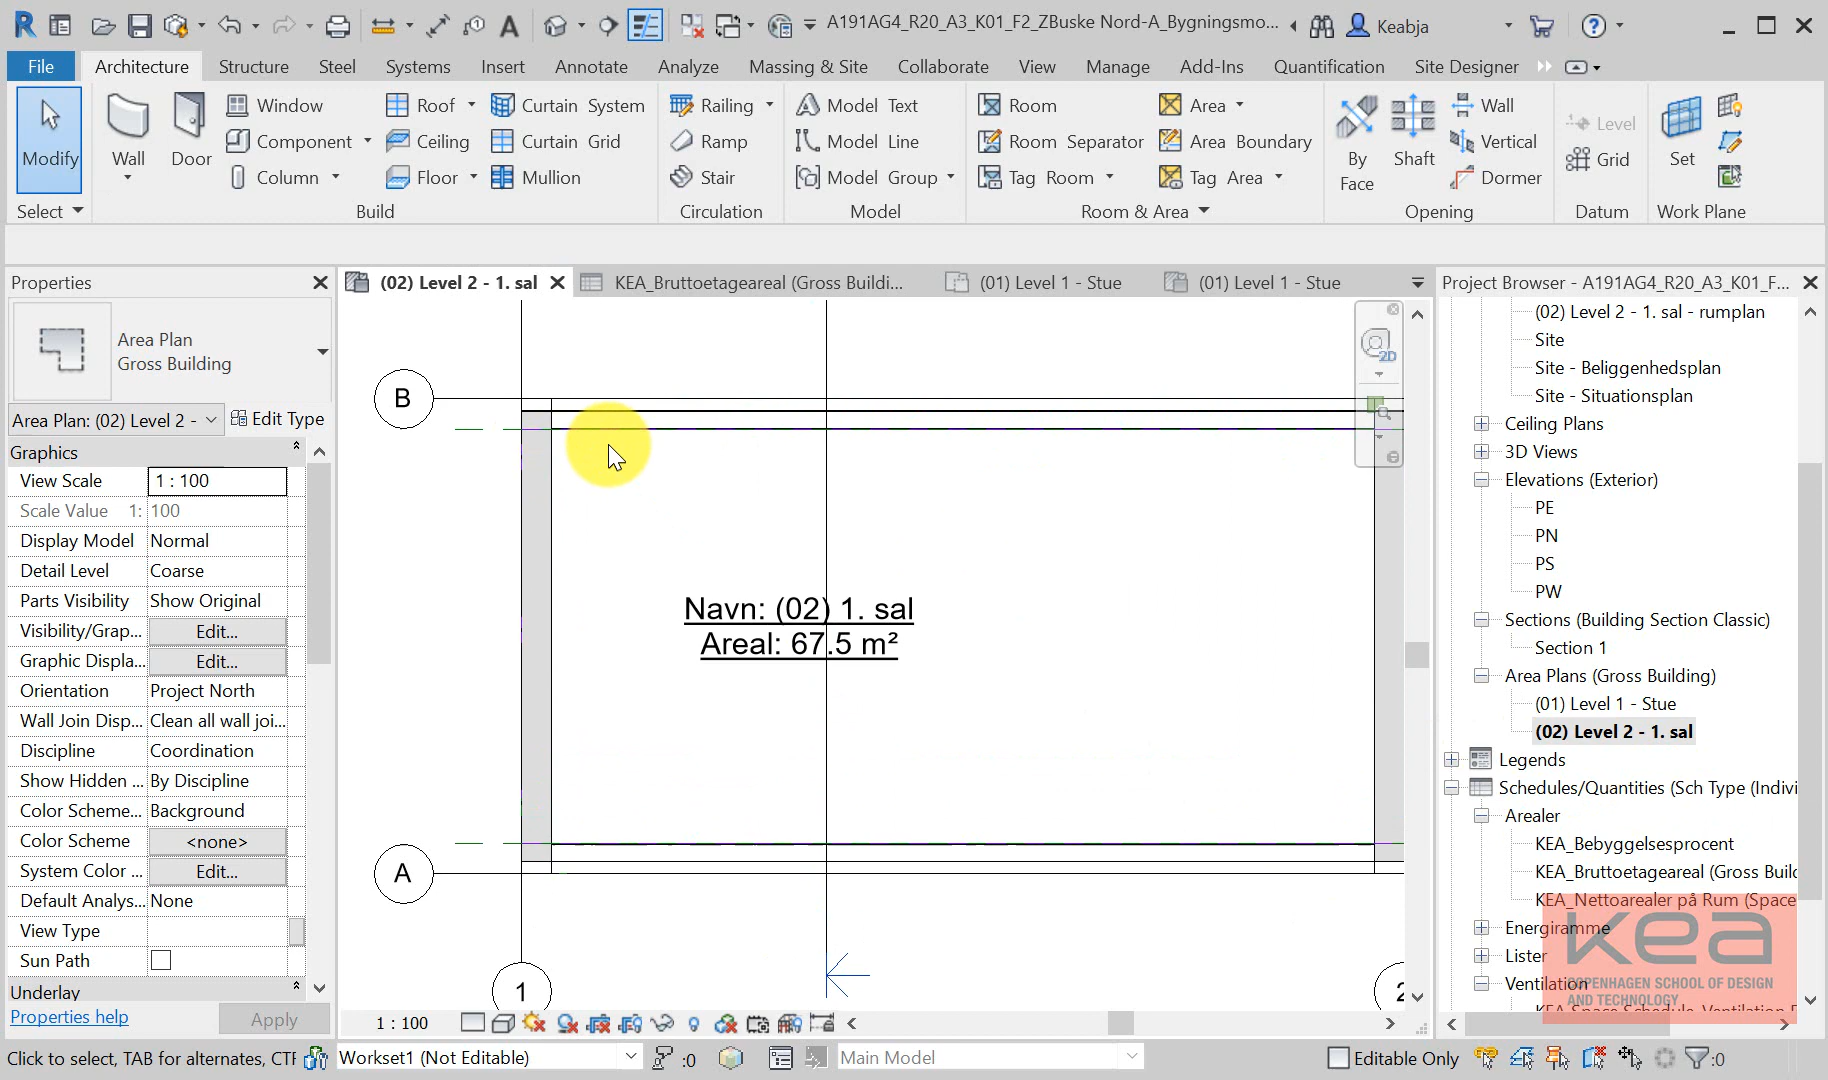 A191AG4_R20_A3_K01_F2_ZBuske Nord-A_Bygningsmo...
Keabja
File
Architecture
Structure
Steel
Systems
Insert
Annotate
Analyze
Massing & Site
Collaborate
View
Manage
Add-Ins
Quantification
Site Designer
Modify
Select
Wall
Door
Window
Component
Column
Roof
Ceiling
Floor
Curtain System
Curtain Grid
Mullion
Build
Railing
Ramp
Stair
Circulation
Model Text
Model Line
Model Group
Model
Room
Room Separator
Tag Room
Area
Area Boundary
Tag Area
Room & Area
By Face
Shaft
Wall
Vertical
Dormer
Opening
Level
Grid
Datum
Set
Work Plane
Properties
Area Plan
Gross Building
Area Plan: (02) Level 2 -
Edit Type
Graphics
View Scale 1 : 100
Scale Value 1: 100
Display Model Normal
Detail Level Coarse
Parts Visibility Show Original
Visibility/Grap... Edit...
Graphic Displa... Edit...
Orientation Project North
Wall Join Disp... Clean all wall joi...
Discipline Coordination
Show Hidden ... By Discipline
Color Scheme... Background
Color Scheme <none>
System Color ... Edit...
Default Analys... None
View Type
Sun Path
Underlay
Properties help
Apply
(02) Level 2 - 1. sal
KEA_Bruttoetageareal (Gross Buildi...
(01) Level 1 - Stue
(01) Level 1 - Stue
2D
B
Navn: (02) 1. sal
Areal: 67.5 m²
A
1
2
1 : 100
Project Browser - A191AG4_R20_A3_K01_F...
(02) Level 2 - 1. sal - rumplan
Site
Site - Beliggenhedsplan
Site - Situationsplan
Ceiling Plans
3D Views
Elevations (Exterior)
PE
PN
PS
PW
Sections (Building Section Classic)
Section 1
Area Plans (Gross Building)
(01) Level 1 - Stue
(02) Level 2 - 1. sal
Legends
Schedules/Quantities (Sch Type (Indivi
Arealer
KEA_Bebyggelsesprocent
KEA_Bruttoetageareal (Gross Build
KEA_Nettoarealer på Rum (Space
Energiramme
Lister
Ventilation
kea
COPENHAGEN SCHOOL OF DESIGN
AND TECHNOLOGY
Click to select, TAB for alternates, CTF
Workset1 (Not Editable)
:0
Main Model
Editable Only
:0